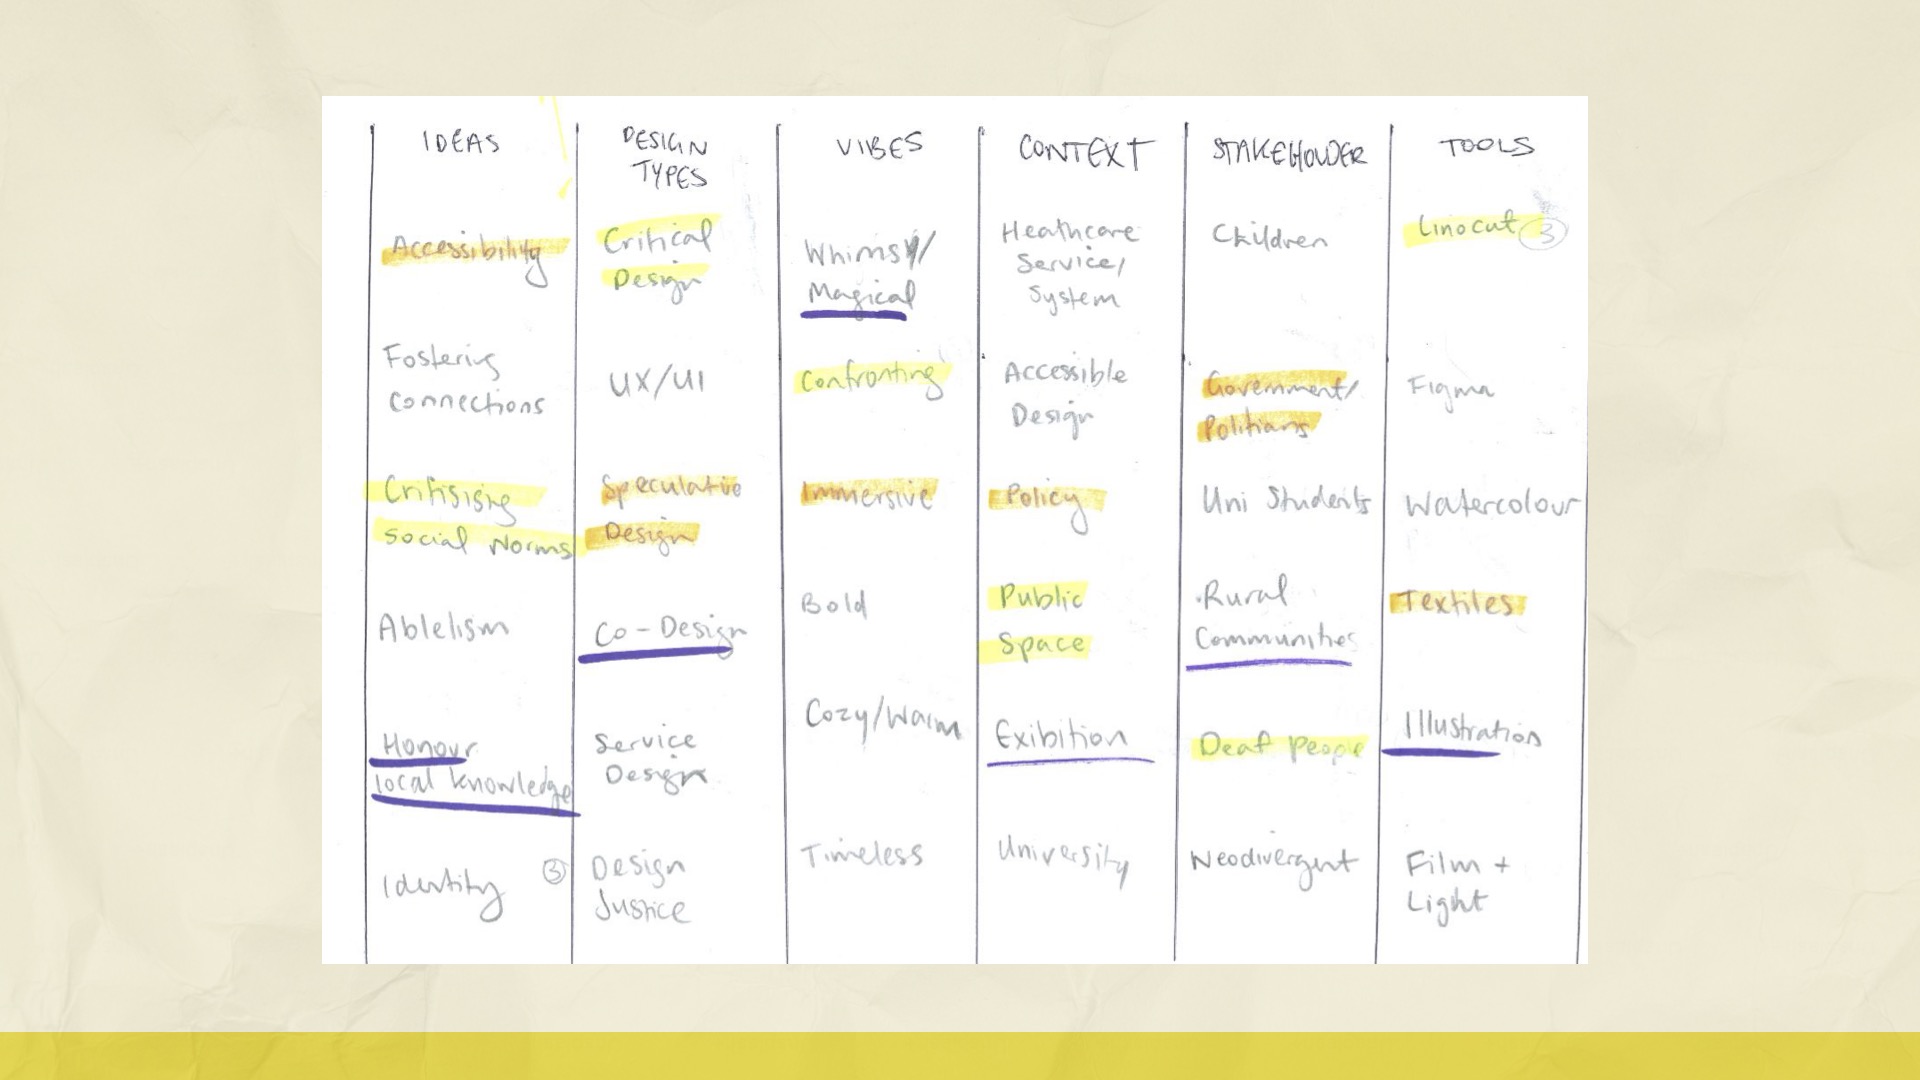 IDEAS
Accessibility
Fostering
connections
Critisising
Social Norms
Ablelism
Honour
local knowledge
Identity
3
DESIGN
TYPES
Critical
Design
UX/UI
Speculative
Design
Co-Design
Service
Design
Design
Justice
VIBES
Whimsy/
Magical
Confronting
Immersive
Bold
Cozy/Warm
Timeless
CONTEXT
Heathcare
Service/
System
Accessible
Design
Policy
Public
Space
Exibition
University
STAKEHOLDER
Children
Government/
Politians
Uni Students
Rural
Communities
Deaf People
Neodivergent
TOOLS
Linocut 3
Figma
Watercolour
Textiles
Illustration
Film +
Light